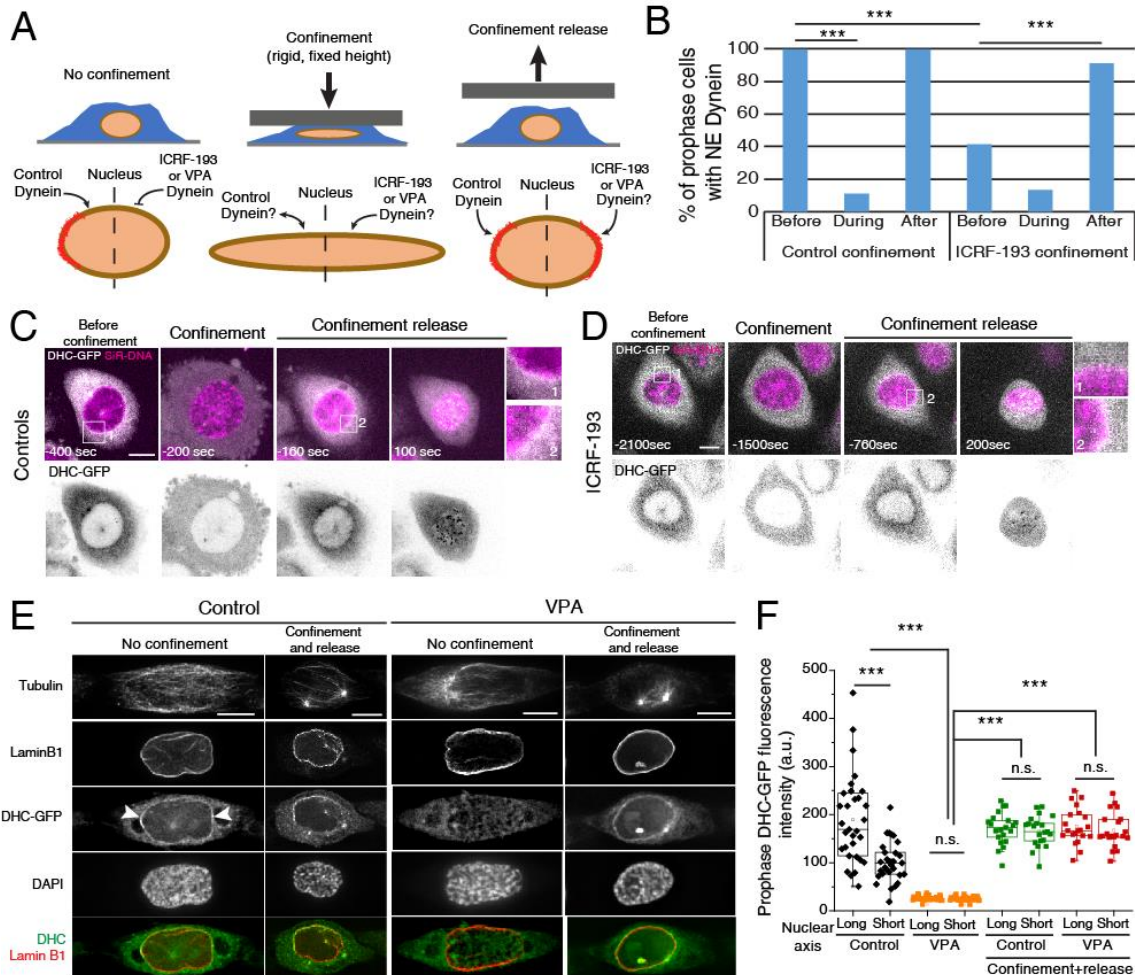 A
No confinement
Confinement
(rigid, fixed height)
Confinement release
Control
Dynein
Nucleus
ICRF-193
or VPA
Dynein
Control
Dynein?
Nucleus
ICRF-193
or VPA
Dynein?
Control
Dynein
Nucleus
ICRF-193
or VPA
Dynein?
B
% of prophase cells
with NE Dynein
100
80
60
40
20
0
***
***
***
Before During After Before During After
Control confinement ICRF-193 confinement
C
Controls
Before
confinement
Confinement
Confinement release
DHC-GFP SiR-DNA
1
2
1
2
-400 sec
-200 sec
-160 sec
100 sec
DHC-GFP
D
ICRF-193
Before
confinement
Confinement
Confinement release
DHC-GFP
1
2
1
2
-2100sec
-1500sec
-760sec
200sec
DHC-GFP
E
Control
VPA
No confinement
Confinement
and release
No confinement
Confinement
and release
Tubulin
LaminB1
DHC-GFP
DAPI
DHC
Lamin B1
F
Prophase DHC-GFP fluorescence
intensity (a.u.)
500
400
300
200
100
0
***
***
***
***
n.s.
n.s.
n.s.
Nuclear
axis
Long Short Long Short Long Short Long Short
Control VPA Control VPA
Confinement+release